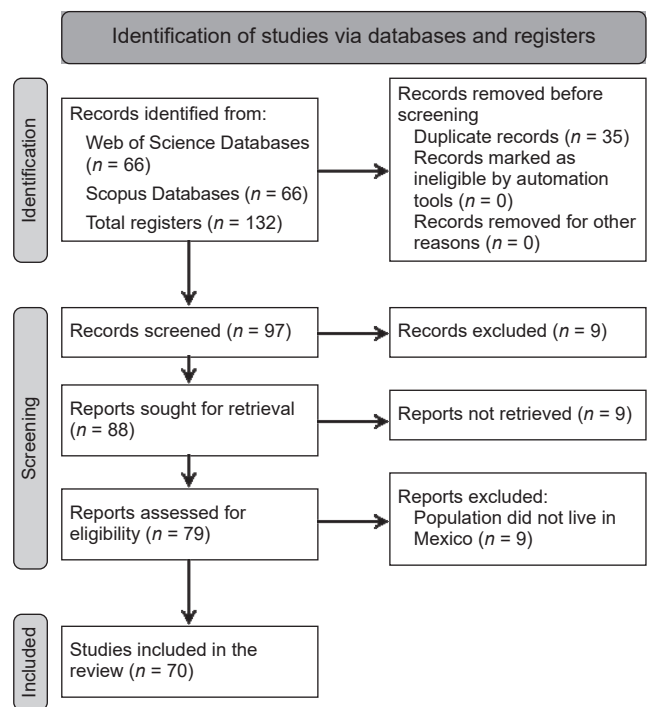 Identification of studies via databases and registers
Identification
Records identified from:
Web of Science Databases
(n = 66)
Scopus Databases (n = 66)
Total registers (n = 132)
Records removed before
screening
Duplicate records (n = 35)
Records marked as
ineligible by automation
tools (n = 0)
Records removed for other
reasons (n = 0)
Screening
Records screened (n = 97)
Records excluded (n = 9)
Reports sought for retrieval
(n = 88)
Reports not retrieved (n = 9)
Reports assessed for
eligibility (n = 79)
Reports excluded:
Population did not live in
Mexico (n = 9)
Included
Studies included in the
review (n = 70)